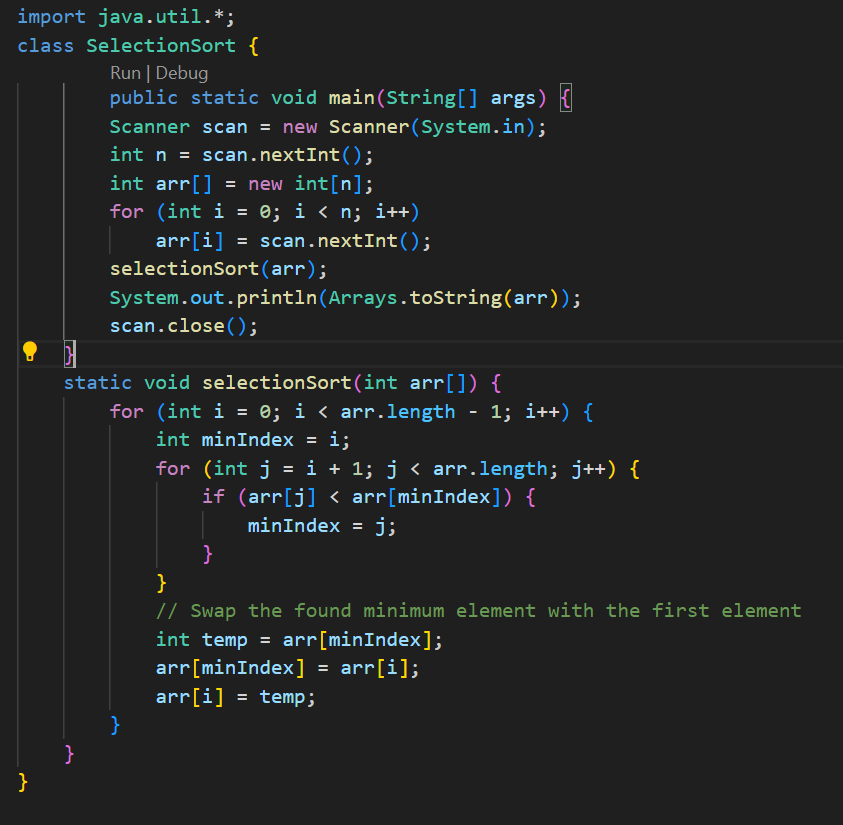 import java.util.*;
class SelectionSort {
Run | Debug
public static void main(String[] args) {
Scanner scan = new Scanner(System.in);
int n = scan.nextInt();
int arr[] = new int[n];
for (int i = 0; i < n; i++)
arr[i] = scan.nextInt();
selectionSort(arr);
System.out.println(Arrays.toString(arr));
scan.close();
}
static void selectionSort(int arr[]) {
for (int i = 0; i < arr.length - 1; i++) {
int minIndex = i;
for (int j = i + 1; j < arr.length; j++) {
if (arr[j] < arr[minIndex]) {
minIndex = j;
}
}
// Swap the found minimum element with the first element
int temp = arr[minIndex];
arr[minIndex] = arr[i];
arr[i] = temp;
}
}
}